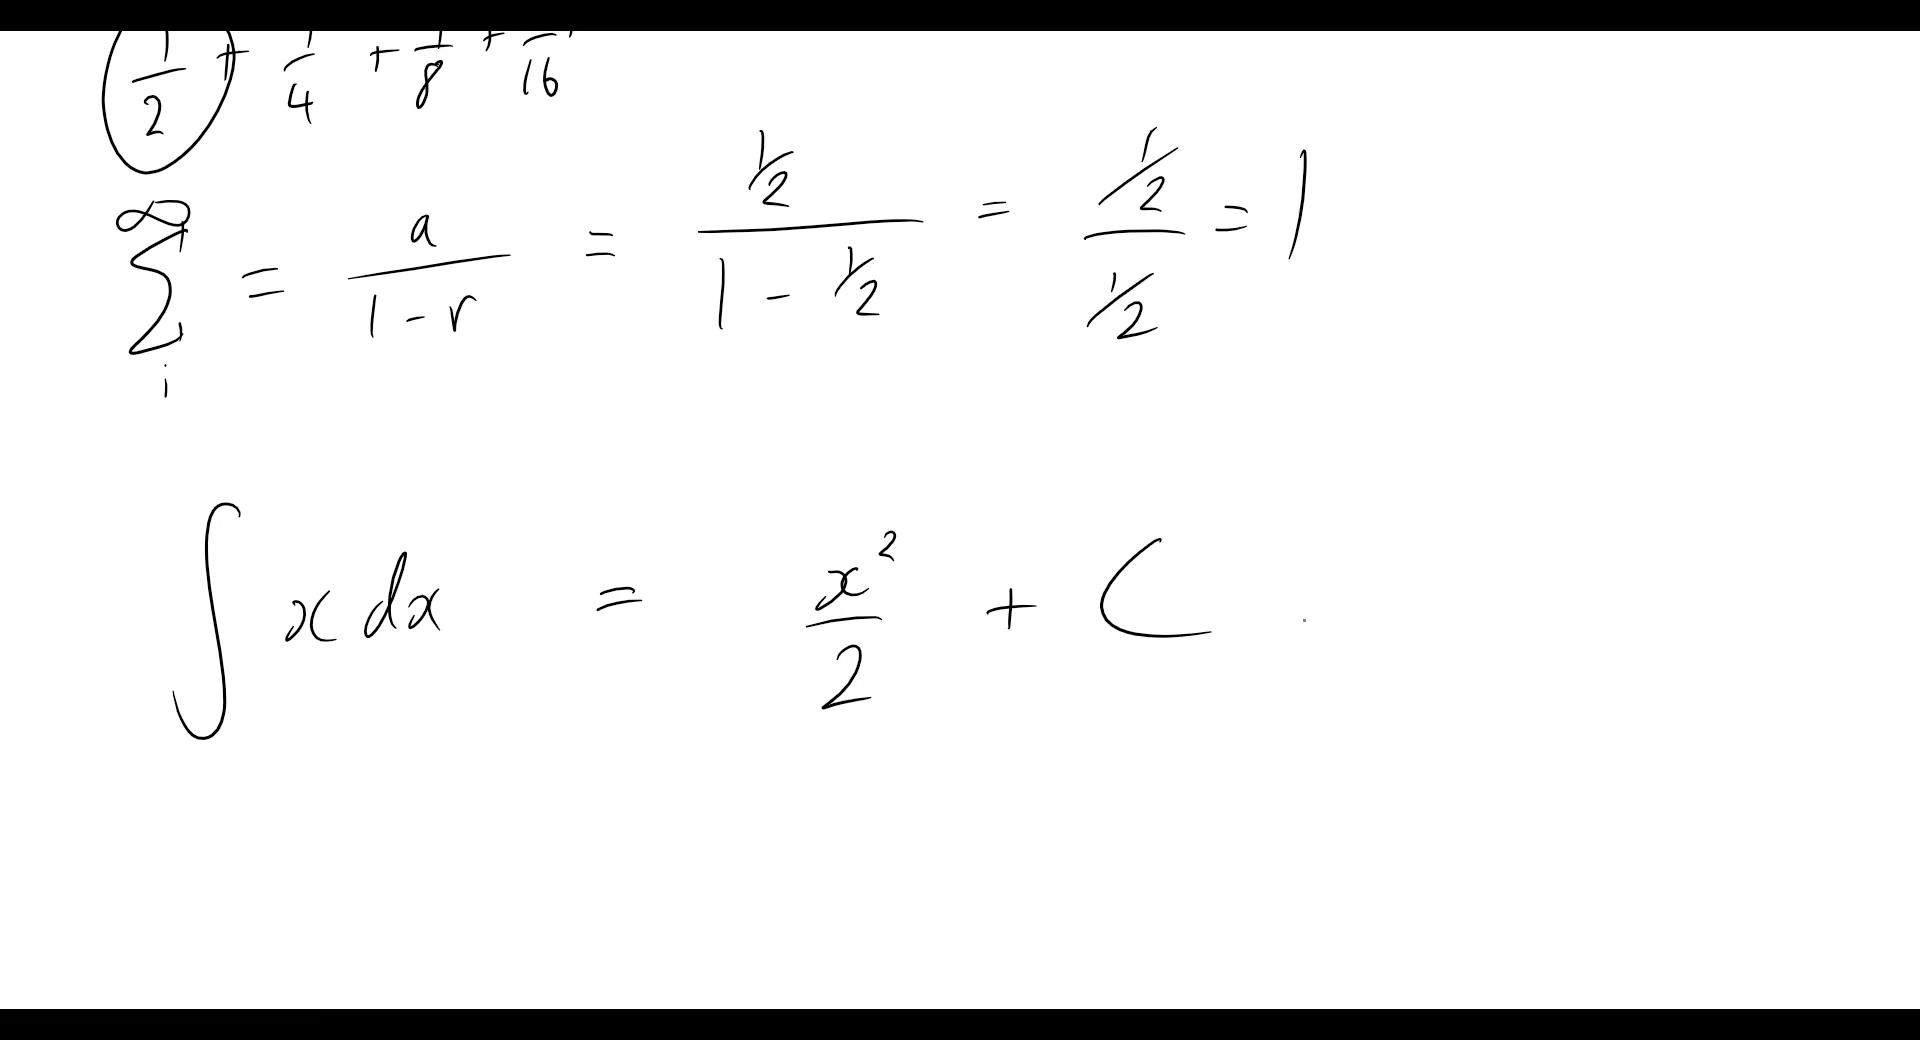 1/2 + 1/4 + 1/8 + 1/16
∞ Σ i = a/(1-r) = (1/2)/(1 - 1/2) = (1/2)/(1/2) = 1
∫ x dx = x²/2 + C